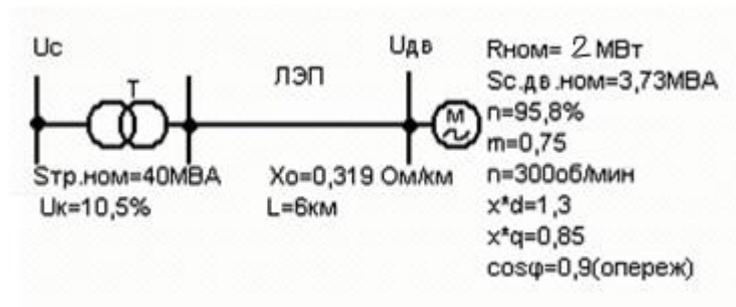 Uс
Т
ЛЭП
Uдв
М
Sтр.ном=40МВА
Uк=10,5%
Xо=0,319 Ом/км
L=6км
Rном= 2 МВт
Sс.дв.ном=3,73МВА
n=95,8%
m=0,75
n=300об/мин
x*d=1,3
x*q=0,85
cosφ=0,9(опереж)